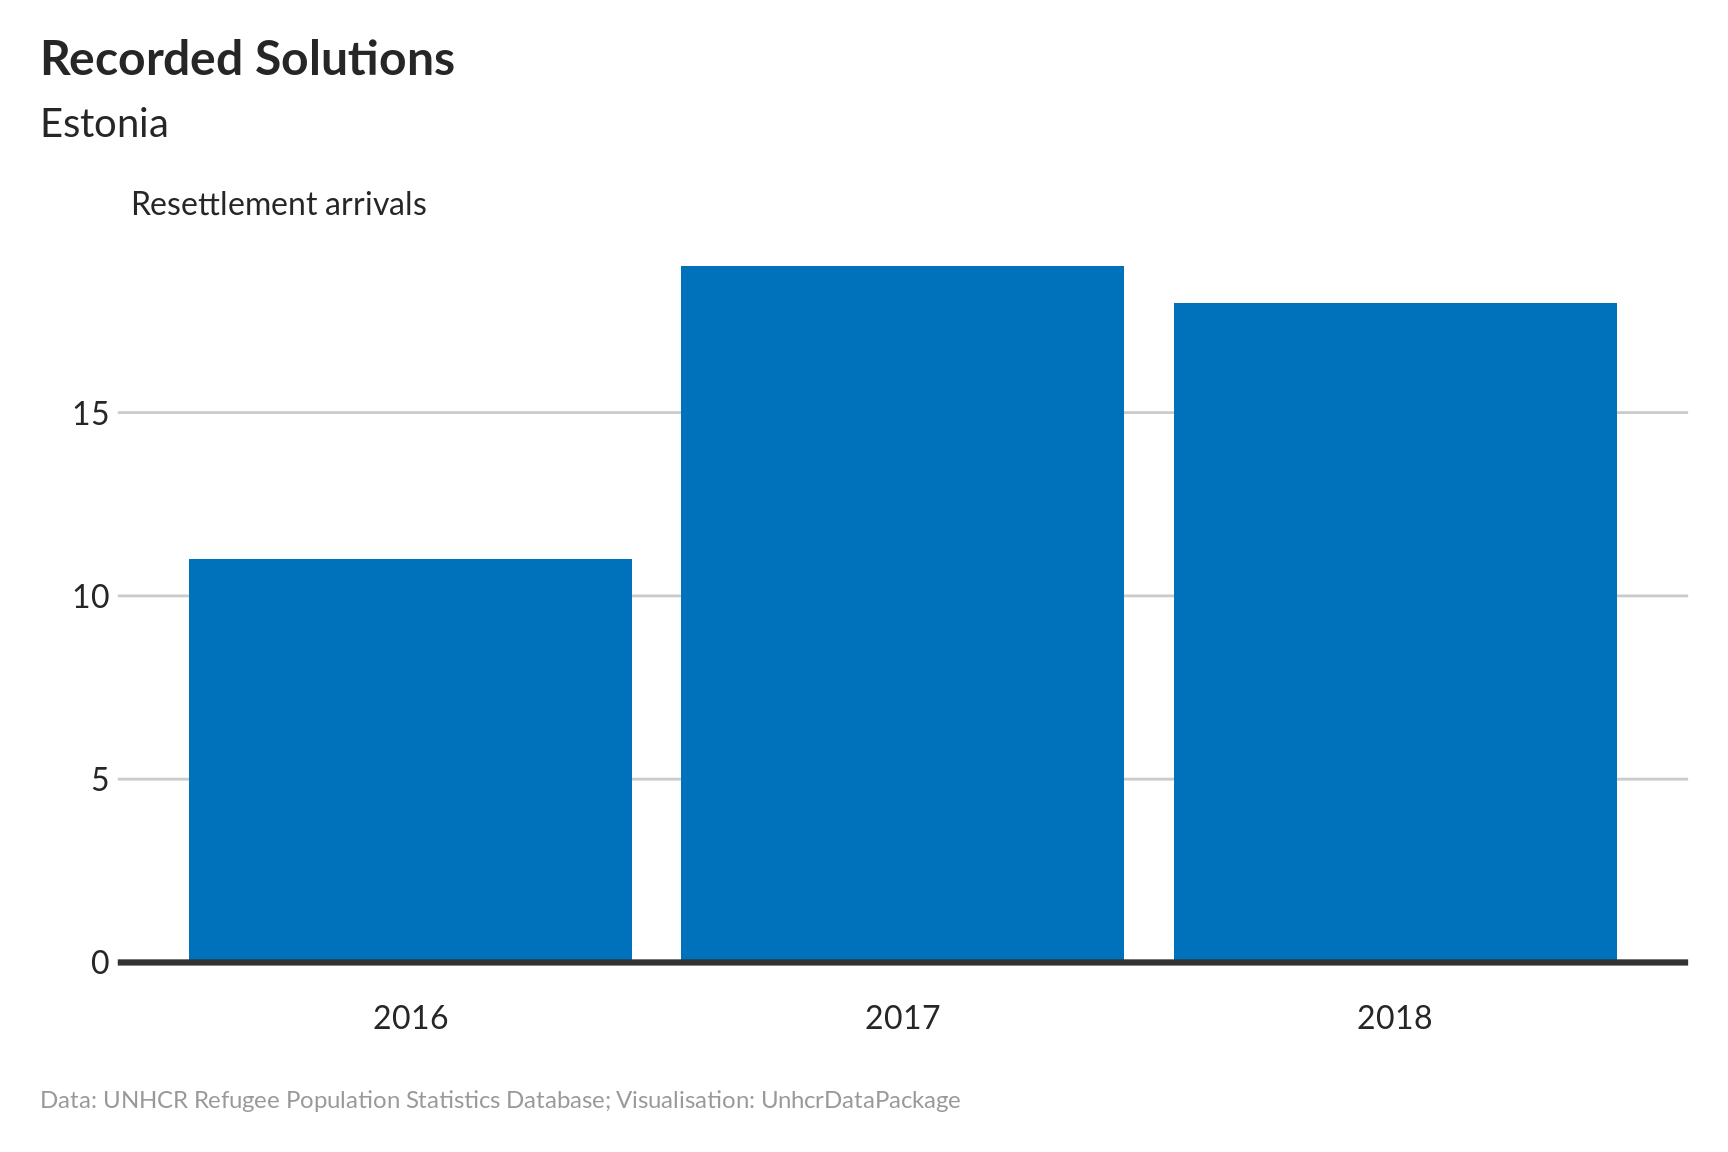 Recorded Solutions
Estonia
Resettlement arrivals
15
10
5
0
2016 2017 2018
Data: UNHCR Refugee Population Statistics Database; Visualisation: UnhcrDataPackage